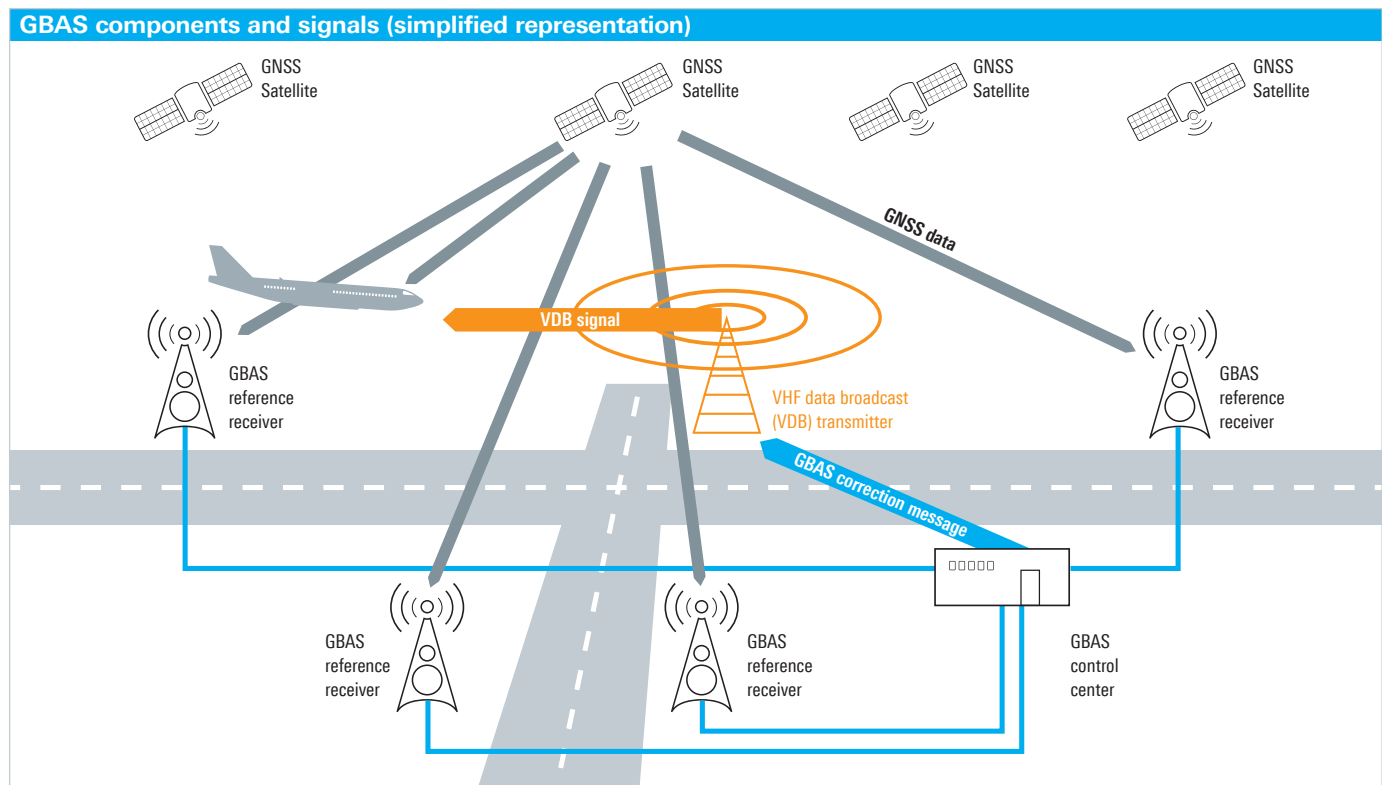 GBAS components and signals (simplified representation)
GNSS
Satellite
GNSS
Satellite
GNSS
Satellite
GNSS
Satellite
GNSS data
VDB signal
GBAS
reference
receiver
VHF data broadcast
(VDB) transmitter
GBAS
reference
receiver
GBAS correction message
GBAS
reference
receiver
GBAS
reference
receiver
GBAS
control
center